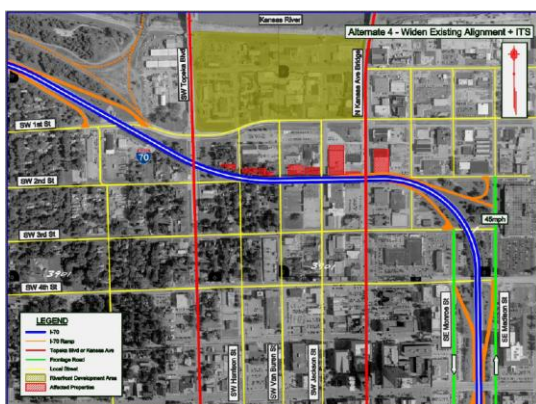 Kansas River
Alternate 4 - Widen Existing Alignment + ITS
SW Topeka Blvd
N Kansas Ave Bridge
SW 1st St
70
SW 2nd St
45mph
SW 3rd St
SW 4th St
SW Harrison St
SW Van Buren St
SW Jackson St
SE Monroe St
SE Madison St
LEGEND
I-70
I-70 Ramp
Topeka Blvd or Kansas Ave
Frontage Road
Local Street
Riverfront Development Area
Affected Properties